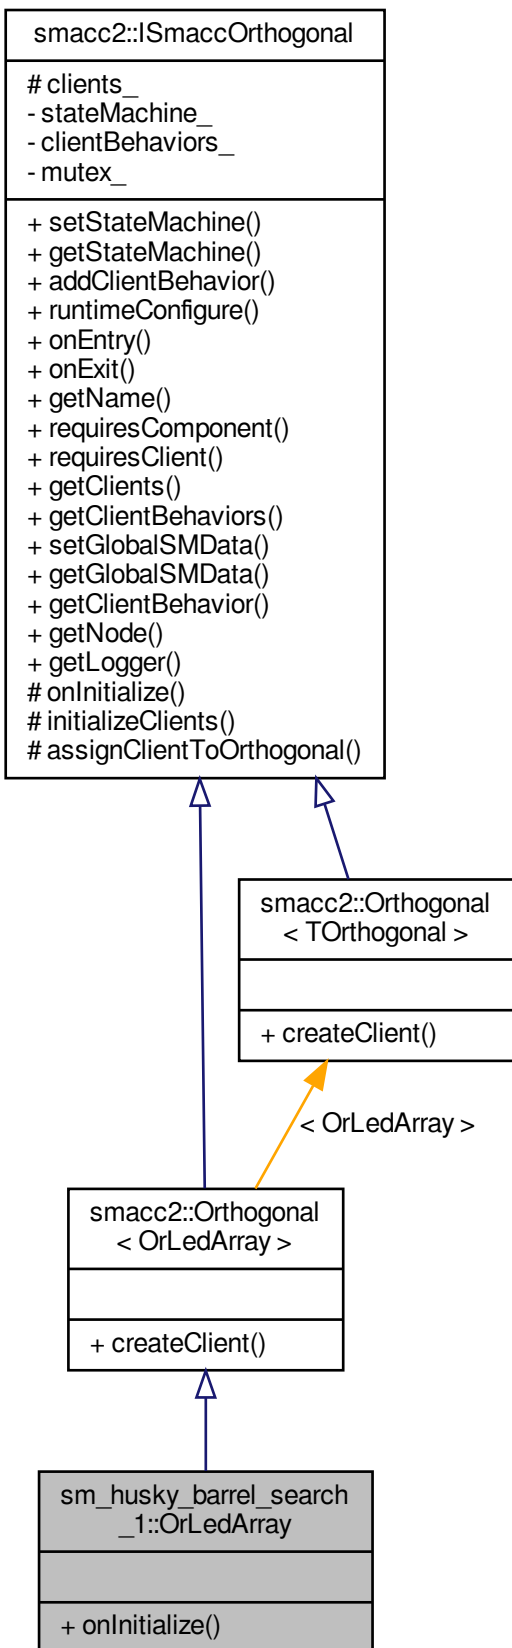 smacc2::ISmaccOrthogonal
# clients_
- stateMachine_
- clientBehaviors_
- mutex_
+ setStateMachine()
+ getStateMachine()
+ addClientBehavior()
+ runtimeConfigure()
+ onEntry()
+ onExit()
+ getName()
+ requiresComponent()
+ requiresClient()
+ getClients()
+ getClientBehaviors()
+ setGlobalSMData()
+ getGlobalSMData()
+ getClientBehavior()
+ getNode()
+ getLogger()
# onInitialize()
# initializeClients()
# assignClientToOrthogonal()
smacc2::Orthogonal
< TOrthogonal >
+ createClient()
< OrLedArray >
smacc2::Orthogonal
< OrLedArray >
+ createClient()
sm_husky_barrel_search
_1::OrLedArray
+ onInitialize()